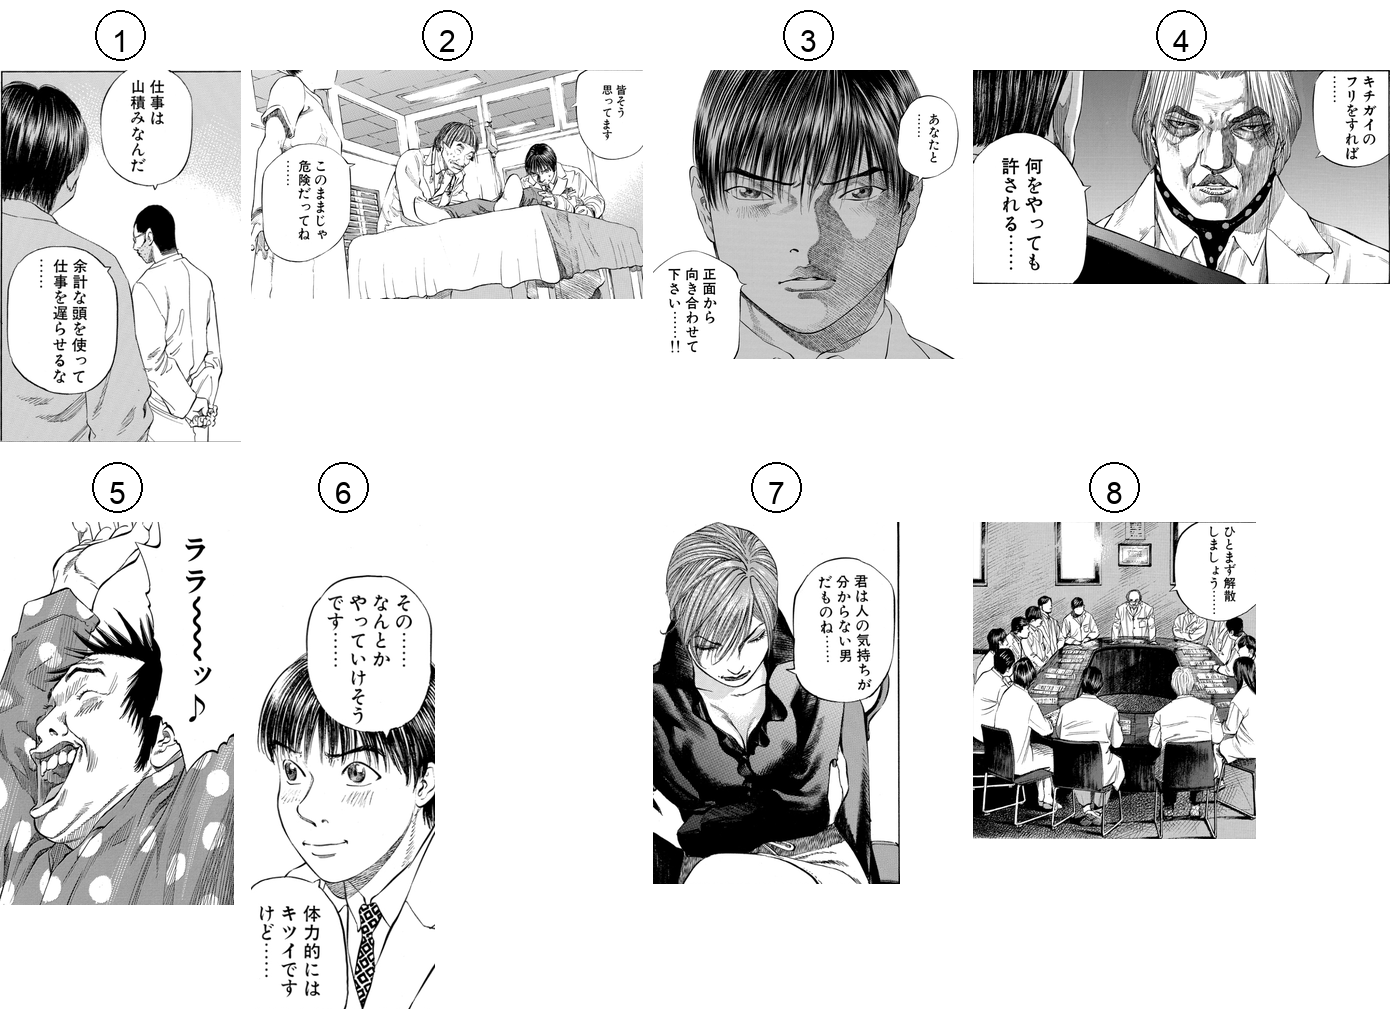 1
仕事は
山積みなんだ
余計な頭を使って
仕事を遅らせるな
……
2
皆そう
思ってます
このままじゃ
危険だってね
……
3
あなたと
……
正面から
向き合わせて
下さい……!!
4
キチガイの
フリをすれば
……
何をやっても
許される……
5
ララ〜〜〜ッ♪
6
その……
なんとか
やっていけそう
です……
体力的には
キツイです
けど……
7
君は人の気持ちが
分からない男
だものね……
8
ひとまず解散
しましょう……